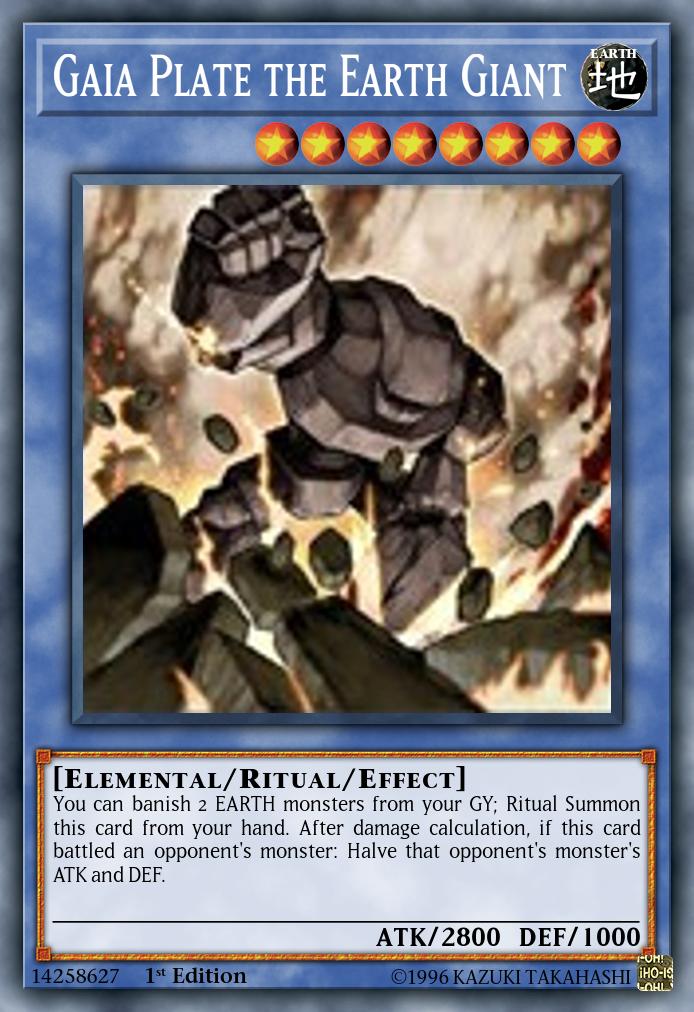 Gaia Plate the Earth Giant
EARTH
地
[Elemental/Ritual/Effect]
You can banish 2 EARTH monsters from your GY; Ritual Summon
this card from your hand. After damage calculation, if this card
battled an opponent's monster: Halve that opponent's monster's
ATK and DEF.
ATK/2800 DEF/1000
14258627 1st Edition ©1996 KAZUKI TAKAHASHI